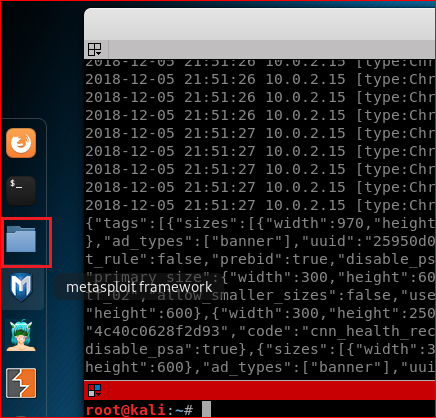 2018-12-05 21:51:26 10.0.2.15 [type:Chr
2018-12-05 21:51:26 10.0.2.15 [type:Chr
2018-12-05 21:51:26 10.0.2.15 [type:Chr
2018-12-05 21:51:26 10.0.2.15 [type:Chr
2018-12-05 21:51:27 10.0.2.15 [type:Chr
2018-12-05 21:51:27 10.0.2.15 [type:Chr
2018-12-05 21:51:27 10.0.2.15 [type:Chr
2018-12-05 21:51:27 10.0.2.15 [type:Chr
2018-12-05 21:51:27 10.0.2.15 [type:Chr
{"tags":[{"sizes":[{"width":970,"height
},"ad_types":["banner"],"uuid":"25950d0
t_rule":false,"prebid":true,"disable_ps
"primary_size":{"width":300,"height":60
allow_smaller_sizes":false,"use
metasploit framework
"height":600},{"width":300,"height":250
"4c40c0628f2d93","code":"cnn_health_rec
disable_psa":true},{"sizes":[{"width":3
height":600},"ad_types":["banner"],"uui
root@kali:~#
$_